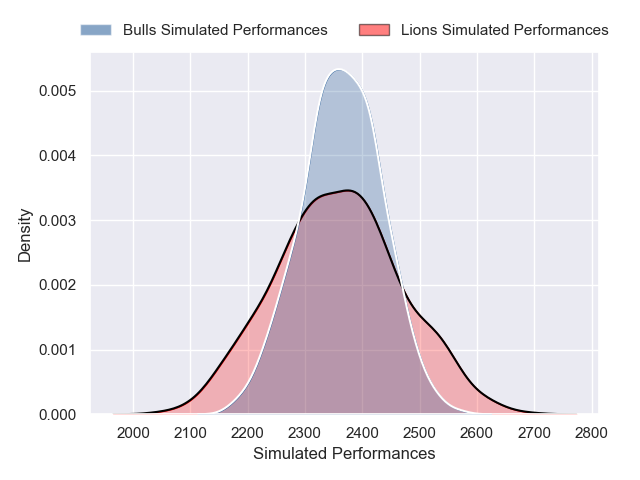 Bulls Simulated Performances
Lions Simulated Performances
0.005
0.004
0.003
0.002
0.001
0.000
Density
2000 2100 2200 2300 2400 2500 2600 2700 2800
Simulated Performances